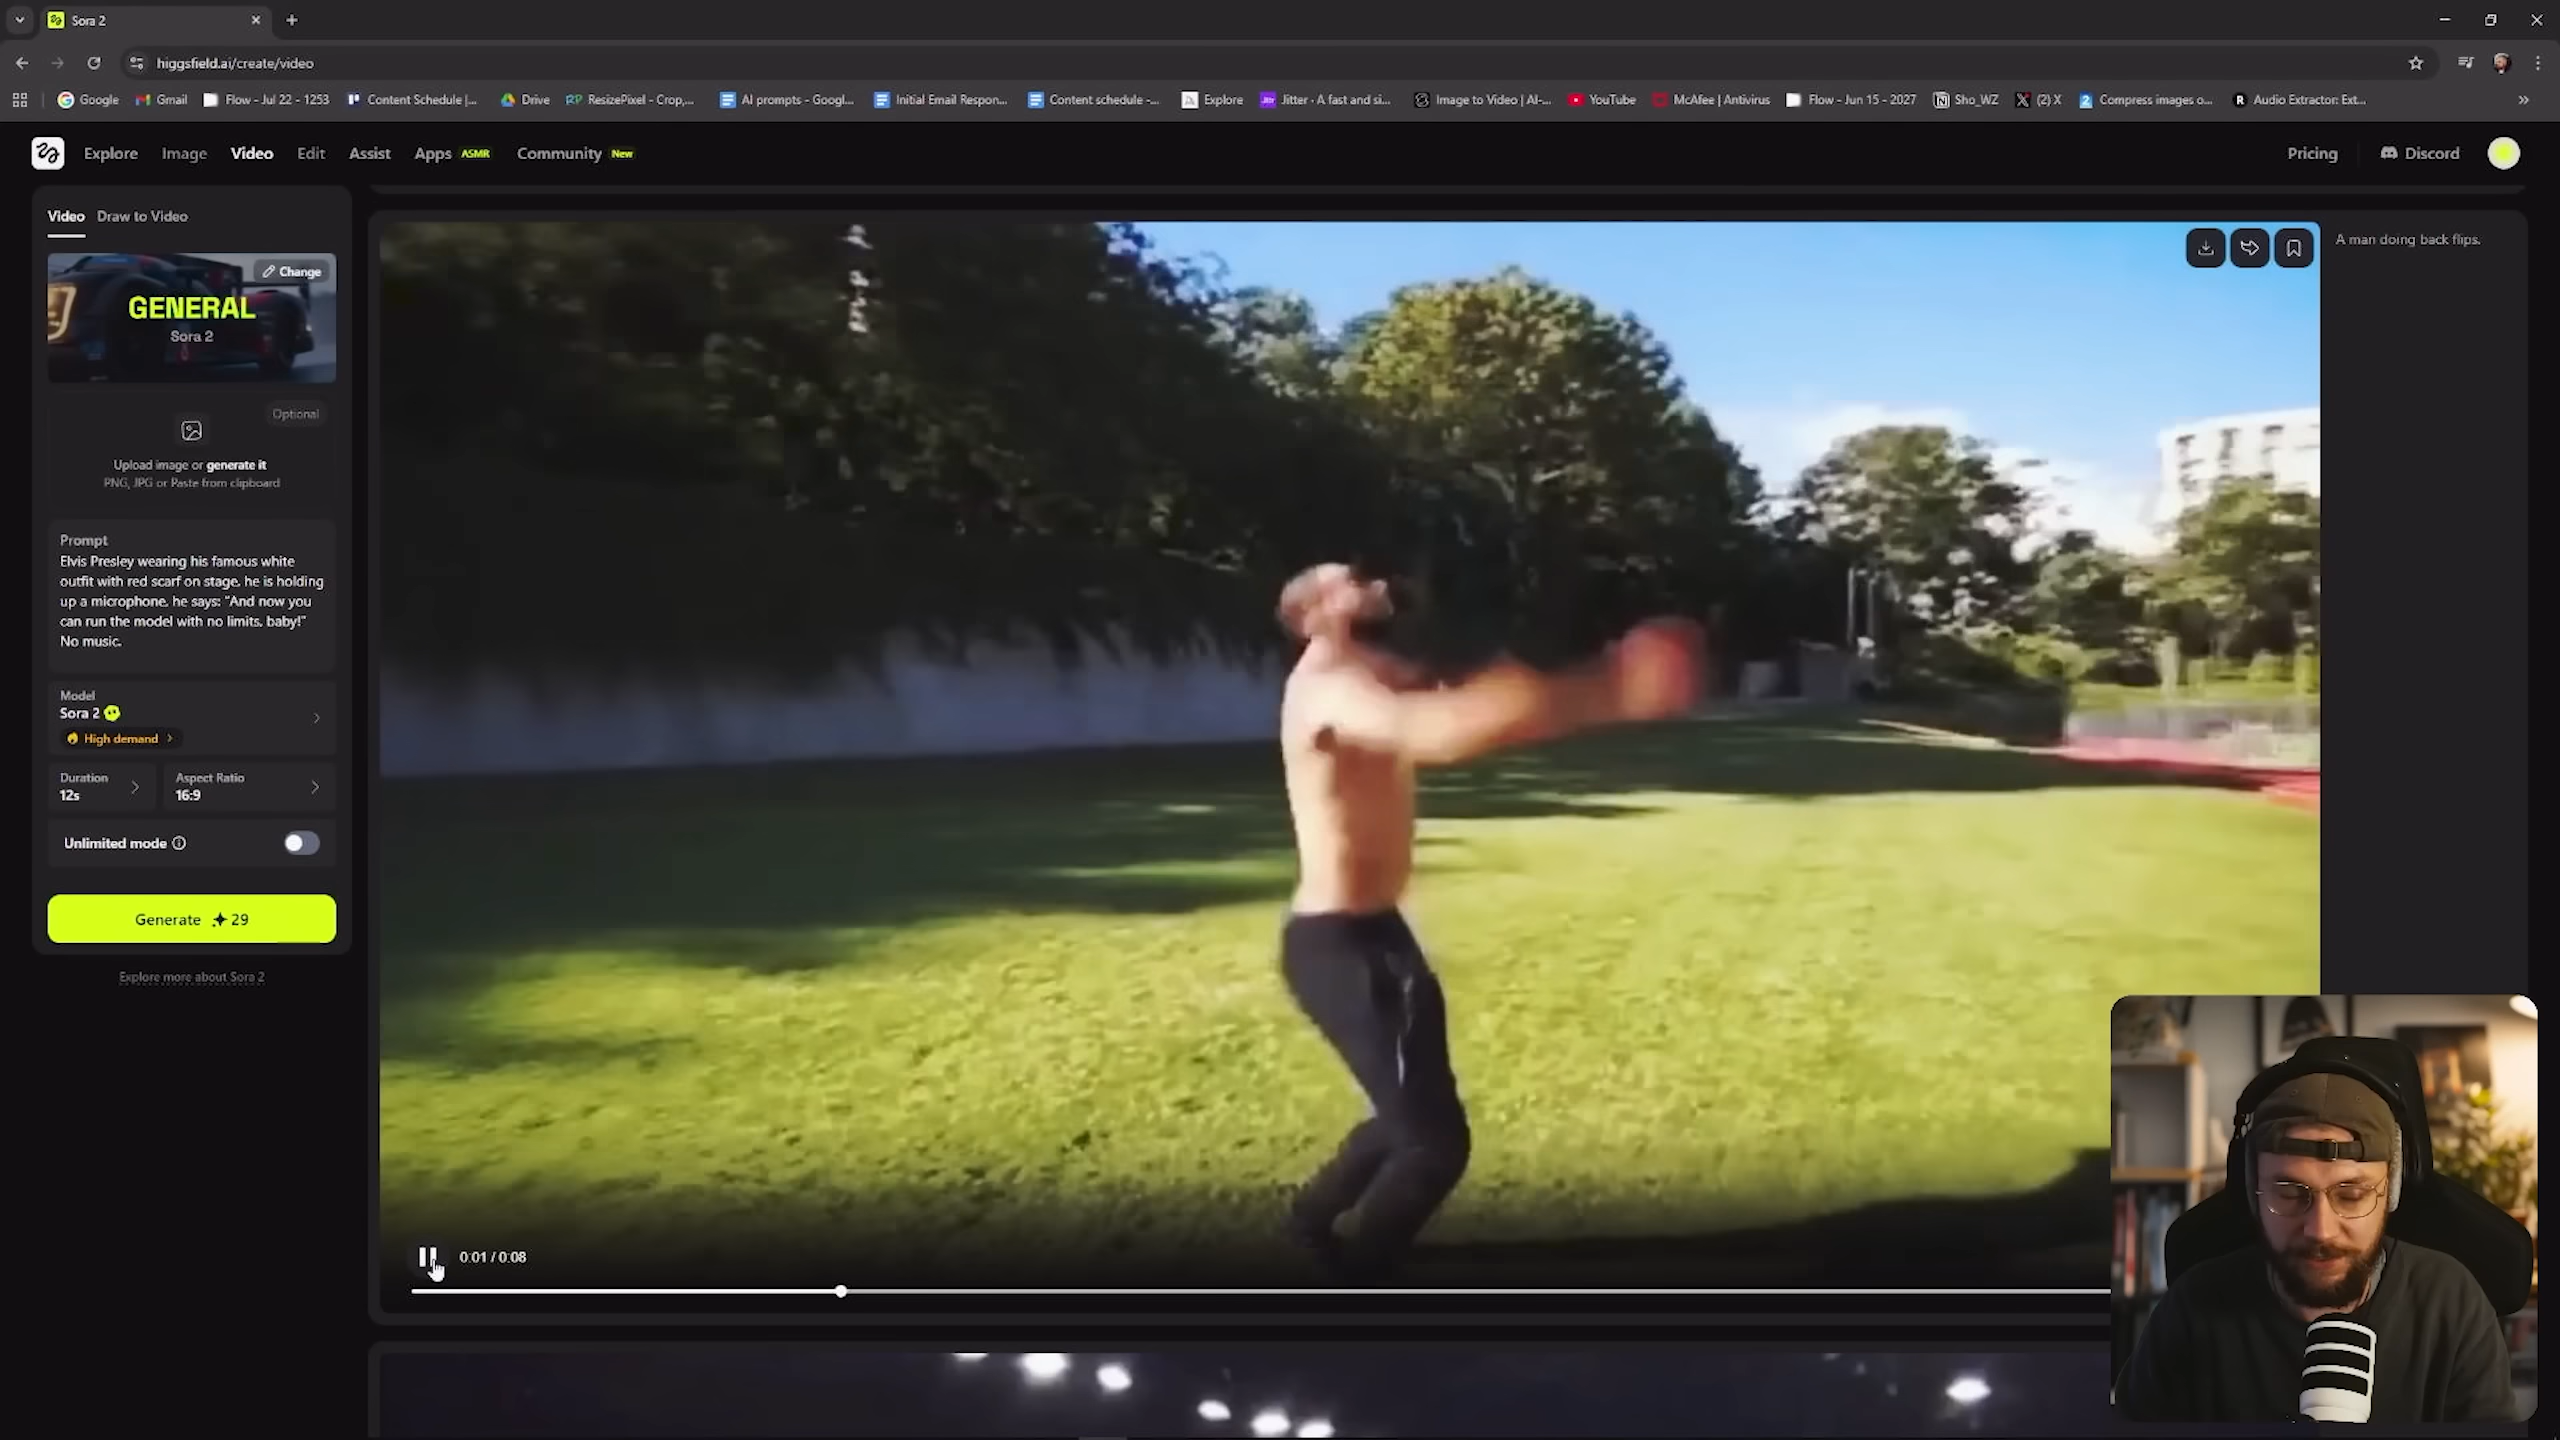 Sora 2
higgsfield.ai/create/video
Google
Gmail
Flow - Jul 22 - 1253
Content Schedule |...
Drive
ResizePixel - Crop,...
AI prompts - Googl...
Initial Email Respon...
Content schedule -...
Explore
Jitter · A fast and si...
Image to Video | AI-...
YouTube
McAfee | Antivirus
Flow - Jun 15 - 2027
Sho_WZ
(2) X
Compress images o...
Audio Extractor: Ext...
Explore
Image
Video
Edit
Assist
Apps ASMR
Community New
Pricing
Discord
Video
Draw to Video
Change
GENERAL
Sora 2
Optional
Upload image or generate it
PNG, JPG or Paste from clipboard
Prompt
Elvis Presley wearing his famous white
outfit with red scarf on stage, he is holding
up a microphone, he says: "And now you
can run the model with no limits, baby!"
No music.
Model
Sora 2
High demand
Duration
12s
Aspect Ratio
16:9
Unlimited mode
Generate 29
Explore more about Sora 2
A man doing back flips.
0:01 / 0:08